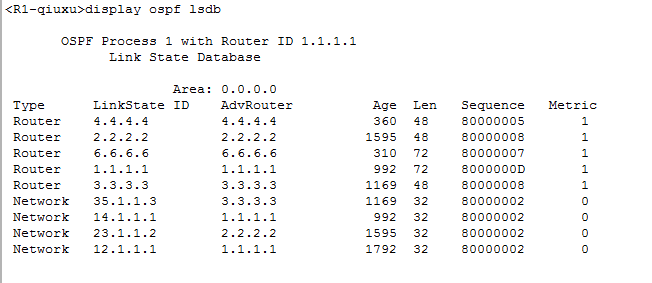 <R1-qiuxu>display ospf lsdb
OSPF Process 1 with Router ID 1.1.1.1
Link State Database
Area: 0.0.0.0
Type LinkState ID AdvRouter Age Len Sequence Metric
Router 4.4.4.4 4.4.4.4 360 48 80000005 1
Router 2.2.2.2 2.2.2.2 1595 48 80000008 1
Router 6.6.6.6 6.6.6.6 310 72 80000007 1
Router 1.1.1.1 1.1.1.1 992 72 8000000D 1
Router 3.3.3.3 3.3.3.3 1169 48 80000008 1
Network 35.1.1.3 3.3.3.3 1169 32 80000002 0
Network 14.1.1.1 1.1.1.1 992 32 80000002 0
Network 23.1.1.2 2.2.2.2 1595 32 80000002 0
Network 12.1.1.1 1.1.1.1 1792 32 80000002 0